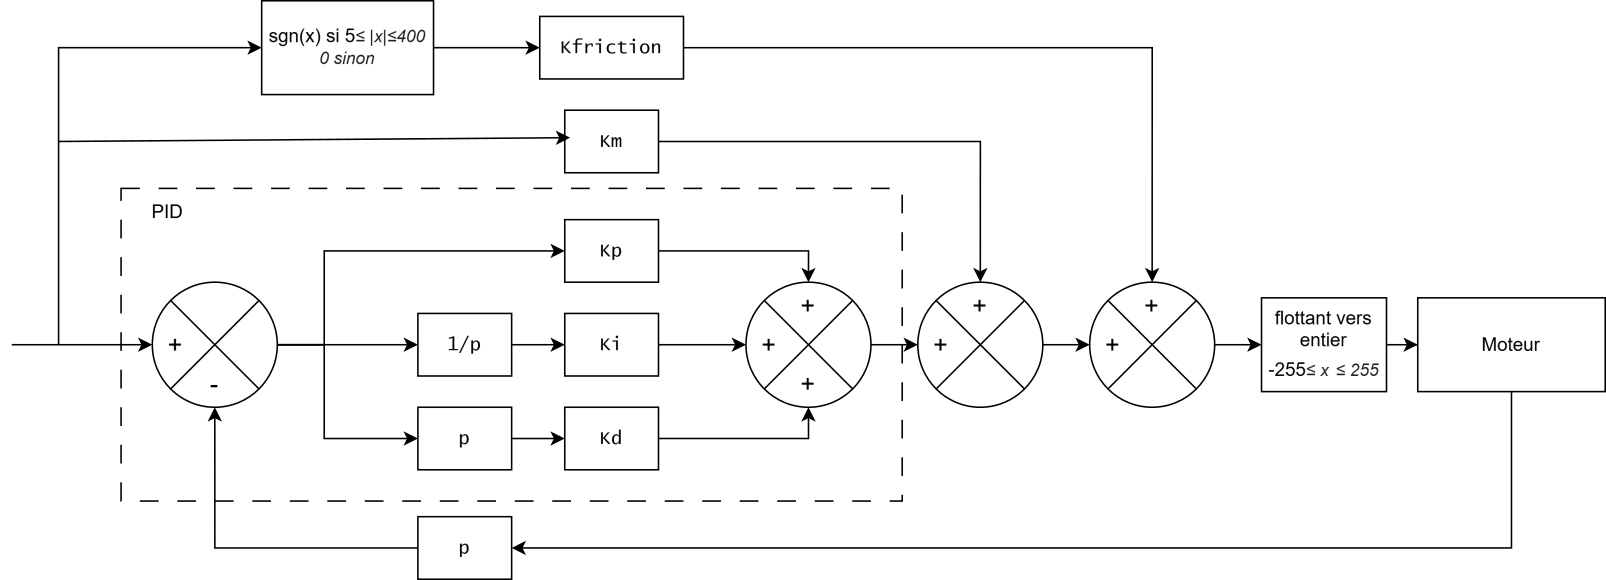 sgn(x) si 5≤ |x|≤400
0 sinon
Kfriction
Km
PID
Kp
+
+
+
+
+
-
1/p
Ki
+
+
+
flottant vers
entier
-255≤ x ≤ 255
Moteur
+
p
Kd
p